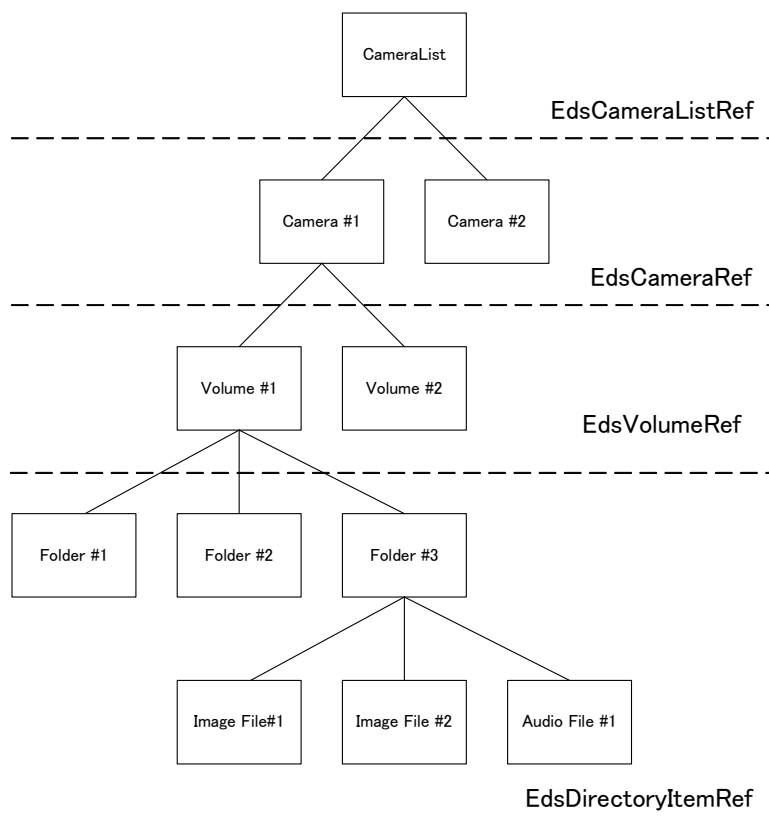 CameraList
EdsCameraListRef
Camera #1
Camera #2
EdsCameraRef
Volume #1
Volume #2
EdsVolumeRef
Folder #1
Folder #2
Folder #3
Image File#1
Image File #2
Audio File #1
EdsDirectoryItemRef